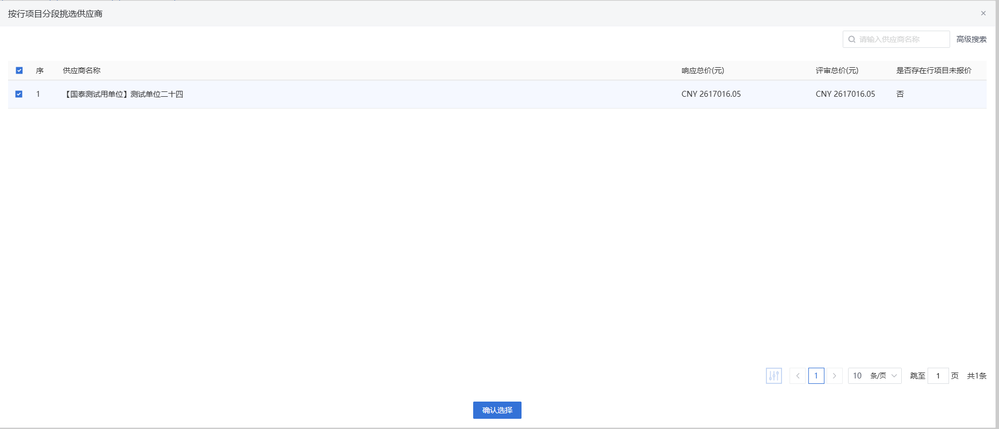 按行项目分段挑选供应商
请输入供应商名称 高级搜索
序 供应商名称 响应总价(元) 评审总价(元) 是否存在行项目未报价
1 【国泰测试用单位】测试单位二十四 CNY 2617016.05 CNY 2617016.05 否
1 10 条/页 跳至 1 页 共1条
确认选择